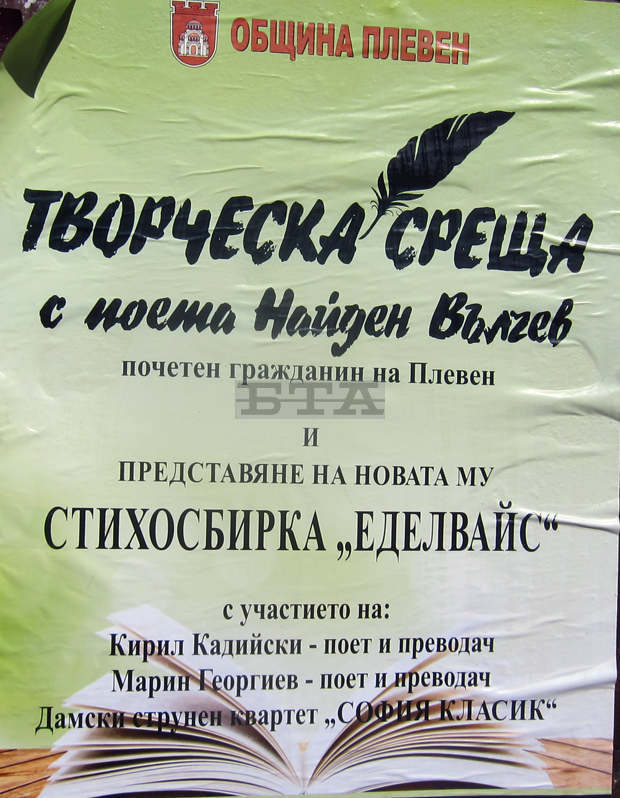 ОБЩИНА ПЛЕВЕН
ТВОРЧЕСКА СРЕЩА
с поета Найден Вълчев
почетен гражданин на Плевен
БТА
И
ПРЕДСТАВЯНЕ НА НОВАТА МУ
СТИХОСБИРКА „ЕДЕЛВАЙС“
с участието на:
Кирил Кадийски - поет и преводач
Марин Георгиев - поет и преводач
Дамски струнен квартет „СОФИЯ КЛАСИК“